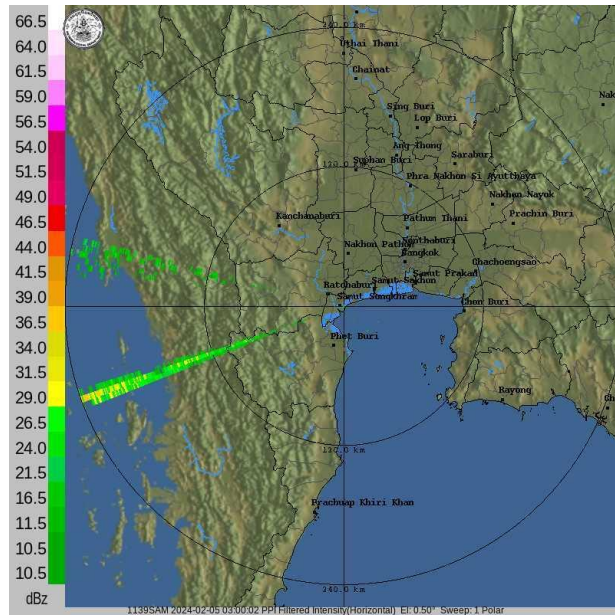 66.5
64.0
61.5
59.0
56.5
54.0
51.5
49.0
46.5
44.0
41.5
39.0
36.5
34.0
31.5
29.0
26.5
24.0
21.5
16.5
11.5
10.5
10.5
dBz
240.0 km
Uthai Thani
Chainat
Sing Buri
Lop Buri
Ang Thong
120.0 km
Suphan Buri
Saraburi
Phra Nakhon Si Ayutthaya
Nakhon Nayok
Kanchanaburi
Pathum Thani
Prachin Buri
Nakhon Pathom
Nonthaburi
Bangkok
Chachoengsao
Samut Prakan
Ratchaburi
Samut Sakhon
Samut Songkhram
Chon Buri
Phet Buri
Rayong
120.0 km
Prachuap Khiri Khan
240.0 km
1139SAM 2024-02-05 03:00:02 PPI Filtered Intensity(Horizontal) El: 0.50° Sweep: 1 Polar